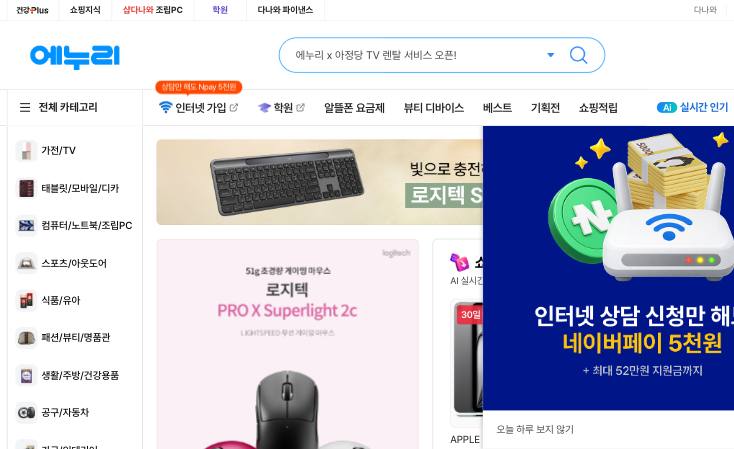 건강Plus 쇼핑지식 샵다나와 조립PC 학원 다나와 파이낸스 다나와
에누리
에누리 x 아정당 TV 렌탈 서비스 오픈!
상담만 해도 Npay 5천원
전체 카테고리 인터넷 가입 학원 알뜰폰 요금제 뷰티 디바이스 베스트 기획전 쇼핑적립 Ai 실시간 인기
가전/TV
태블릿/모바일/디카
컴퓨터/노트북/조립PC
스포츠/아웃도어
식품/유아
패션/뷰티/명품관
생활/주방/건강용품
공구/자동차
빛으로 충전
로지텍 S
logitech
51g 초경량 게이밍 마우스
로지텍
PRO X Superlight 2c
LIGHTSPEED 무선 게이밍 마우스
쇼
AI 실시간
30일
APPLE
인터넷 상담 신청만 해도
네이버페이 5천원
+ 최대 52만원 지원금까지
오늘 하루 보지 않기